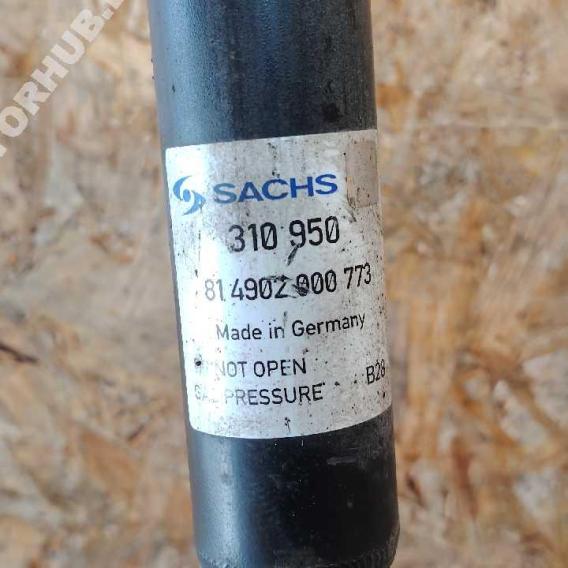 SACHS
310 950
81 4902 000 773
Made in Germany
NOT OPEN
PRESSURE
B28